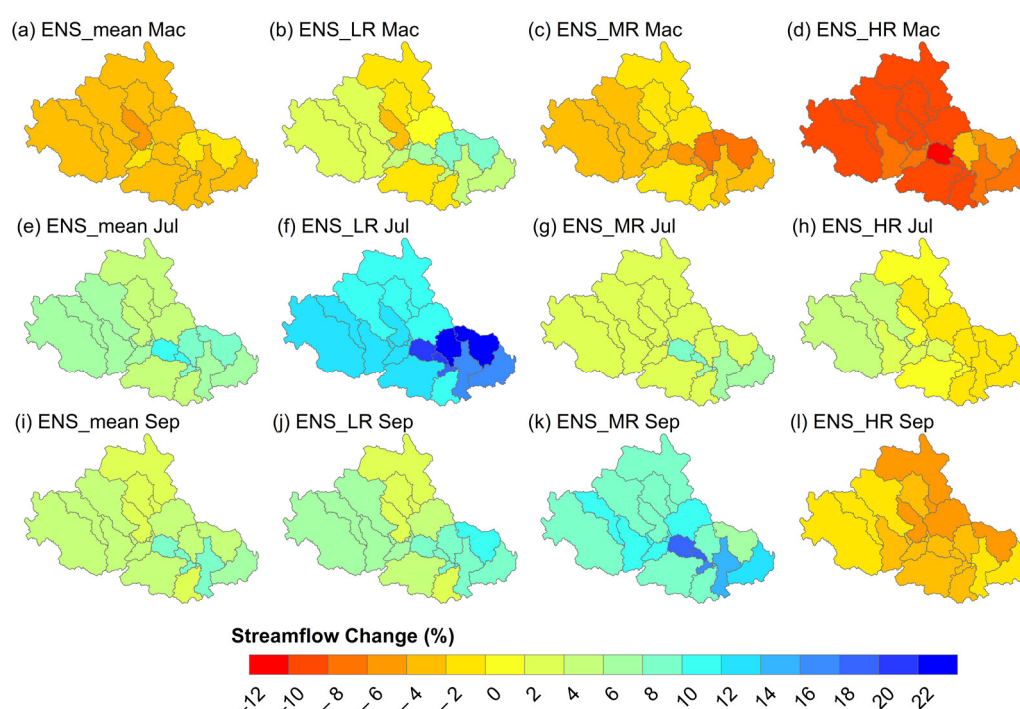 (a) ENS_mean Mac
(b) ENS_LR Mac
(c) ENS_MR Mac
(d) ENS_HR Mac
(e) ENS_mean Jul
(f) ENS_LR Jul
(g) ENS_MR Jul
(h) ENS_HR Jul
(i) ENS_mean Sep
(j) ENS_LR Sep
(k) ENS_MR Sep
(l) ENS_HR Sep
Streamflow Change (%)
-12 -10 – 8 – 6 – 4 – 2 0 2 4 6 8 10 12 14 16 18 20 22